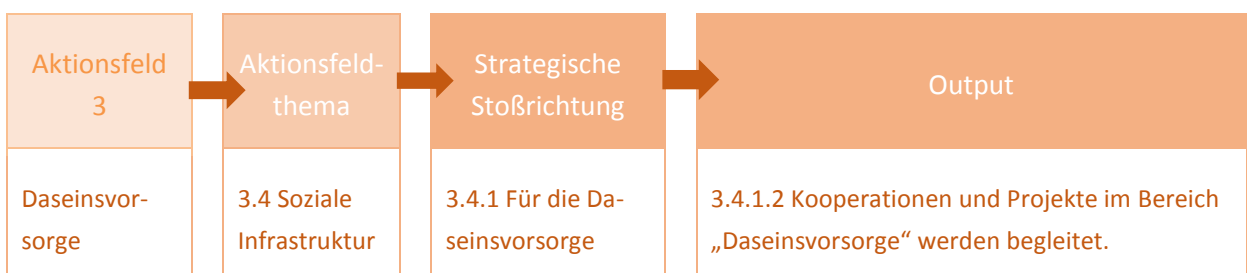 Aktionsfeld
3
Aktionsfeld-
thema
Strategische
Stoßrichtung
Output
Daseinsvor-
sorge
3.4 Soziale
Infrastruktur
3.4.1 Für die Da-
seinsvorsorge
3.4.1.2 Kooperationen und Projekte im Bereich
„Daseinsvorsorge“ werden begleitet.